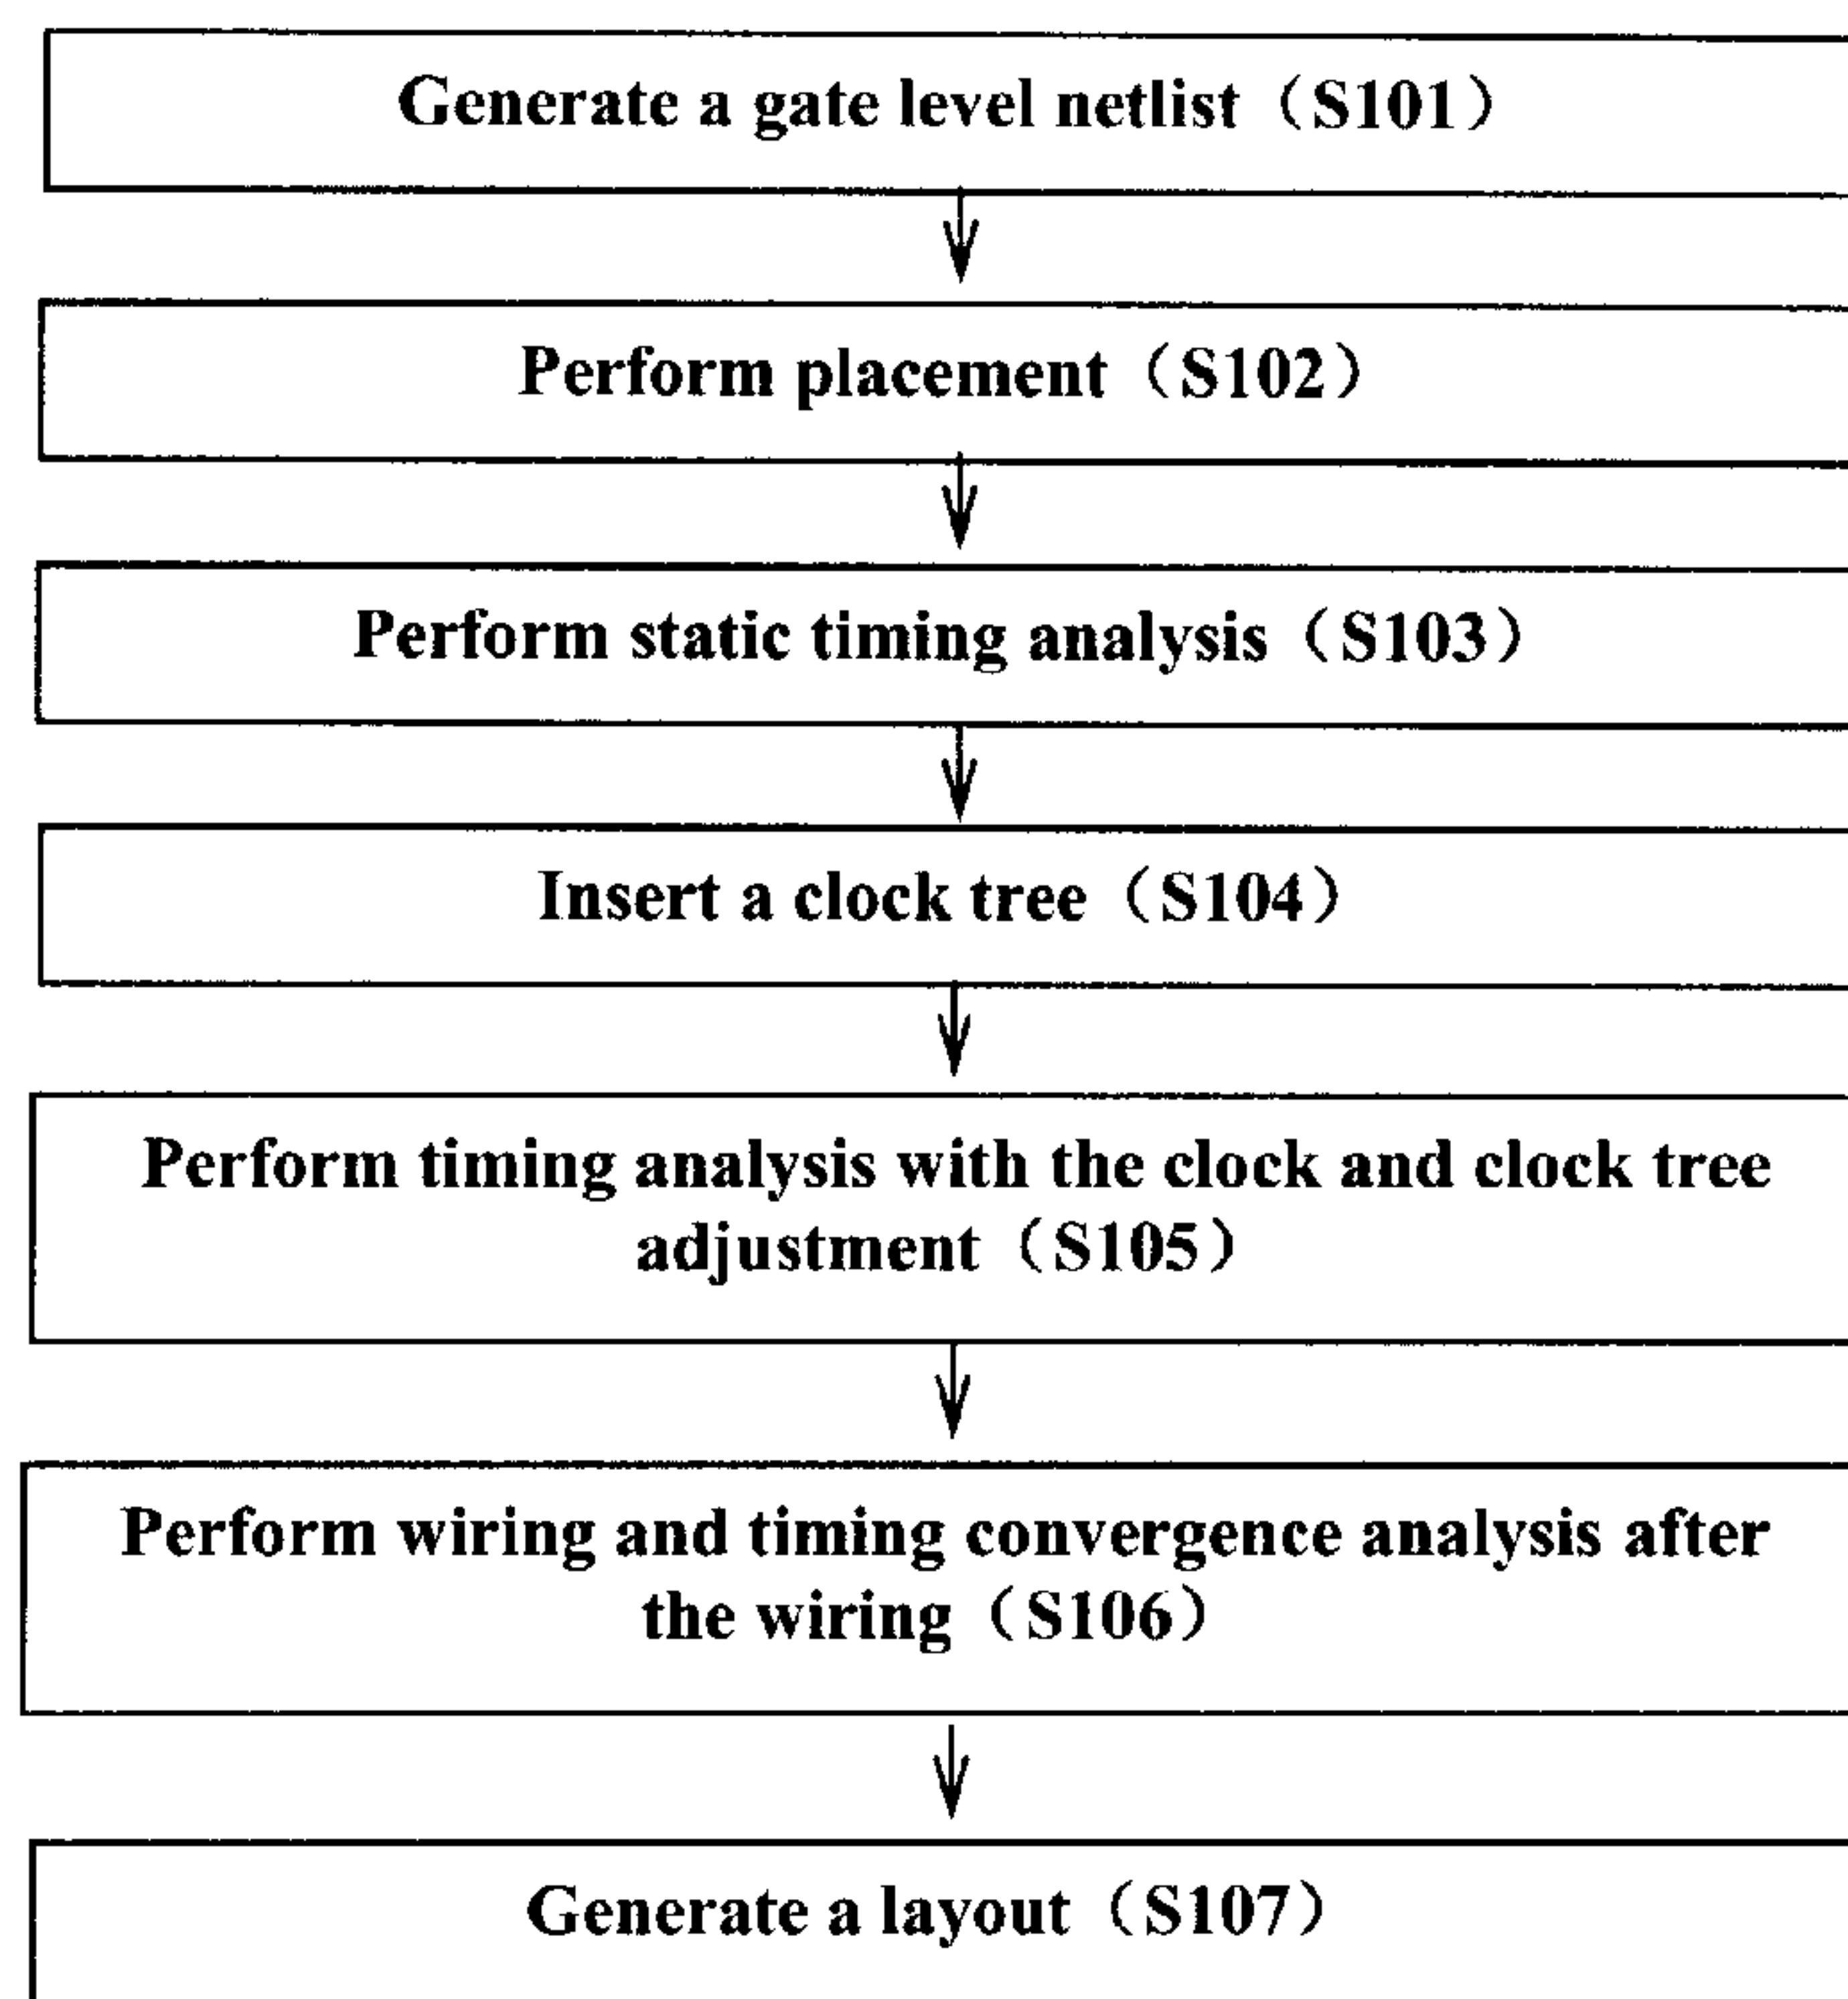 Generate a gate level netlist（S101）
Perform placement（S102）
Perform static timing analysis（S103）
Insert a clock tree（S104）
Perform timing analysis with the clock and clock tree
adjustment（S105）
Perform wiring and timing convergence analysis after
the wiring（S106）
Generate a layout（S107）